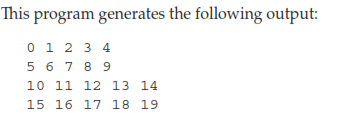 This program generates the following output:
0 1 2 3 4
5 6 7 8 9
10 11 12 13 14
15 16 17 18 19